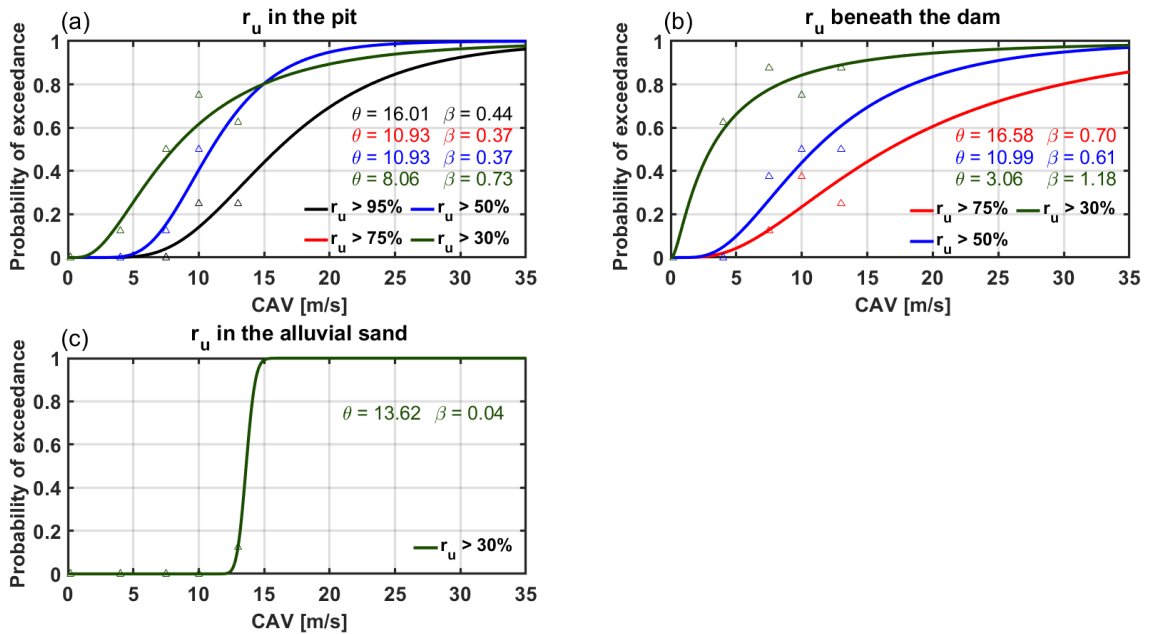 (a) r_u in the pit
Probability of exceedance
1
0.8
0.6
0.4
0.2
0
θ = 16.01 β = 0.44
θ = 10.93 β = 0.37
θ = 10.93 β = 0.37
θ = 8.06 β = 0.73
r_u > 95% r_u > 50%
r_u > 75% r_u > 30%
0 5 10 15 20 25 30 35
CAV [m/s]
(b) r_u beneath the dam
Probability of exceedance
1
0.8
0.6
0.4
0.2
0
θ = 16.58 β = 0.70
θ = 10.99 β = 0.61
θ = 3.06 β = 1.18
r_u > 75% r_u > 30%
r_u > 50%
0 5 10 15 20 25 30 35
CAV [m/s]
(c) r_u in the alluvial sand
Probability of exceedance
1
0.8
0.6
0.4
0.2
0
θ = 13.62 β = 0.04
r_u > 30%
0 5 10 15 20 25 30 35
CAV [m/s]